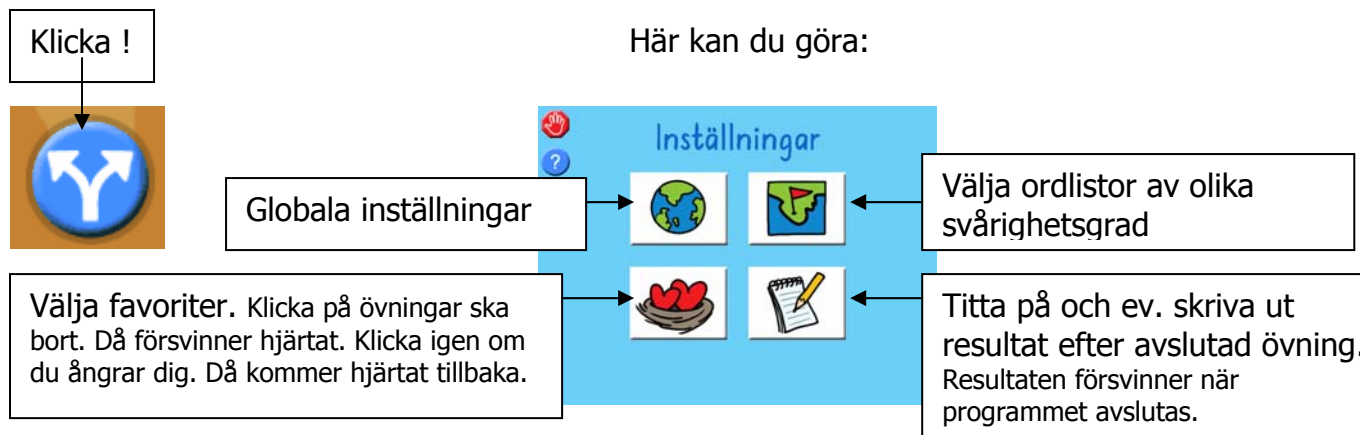 Klicka !
Här kan du göra:
Inställningar
?
Globala inställningar
Välja ordlistor av olika
svårighetsgrad
Välja favoriter. Klicka på övningar ska
bort. Då försvinner hjärtat. Klicka igen om
du ångrar dig. Då kommer hjärtat tillbaka.
Titta på och ev. skriva ut
resultat efter avslutad övning.
Resultaten försvinner när
programmet avslutas.